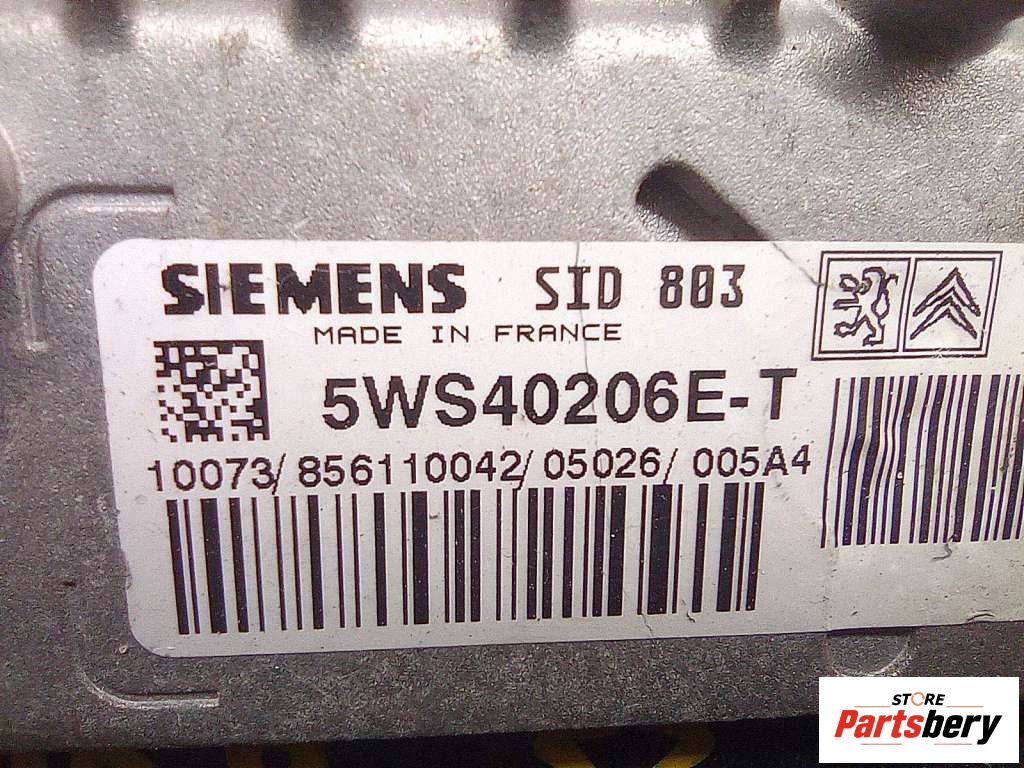 SIEMENS SID 803
MADE IN FRANCE
5WS40206E-T
10073/856110042/05026/005A4
STORE
Partsbery